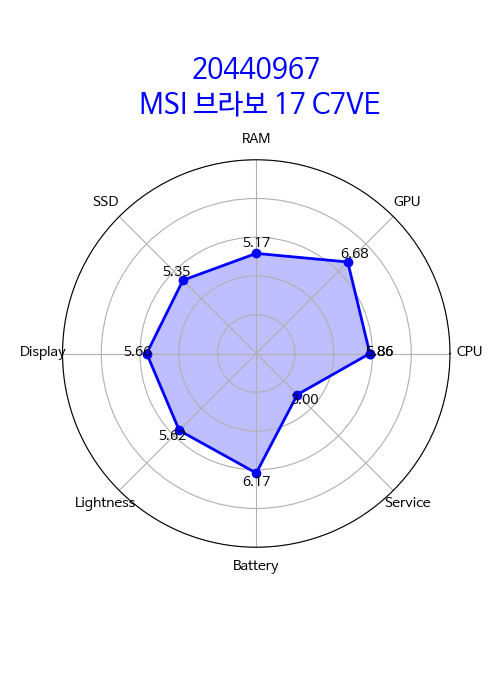 20440967
MSI 브라보 17 C7VE
RAM
SSD
GPU
5.17
6.68
5.35
Display
5.66
5.86
CPU
3.00
5.62
6.17
Lightness
Service
Battery